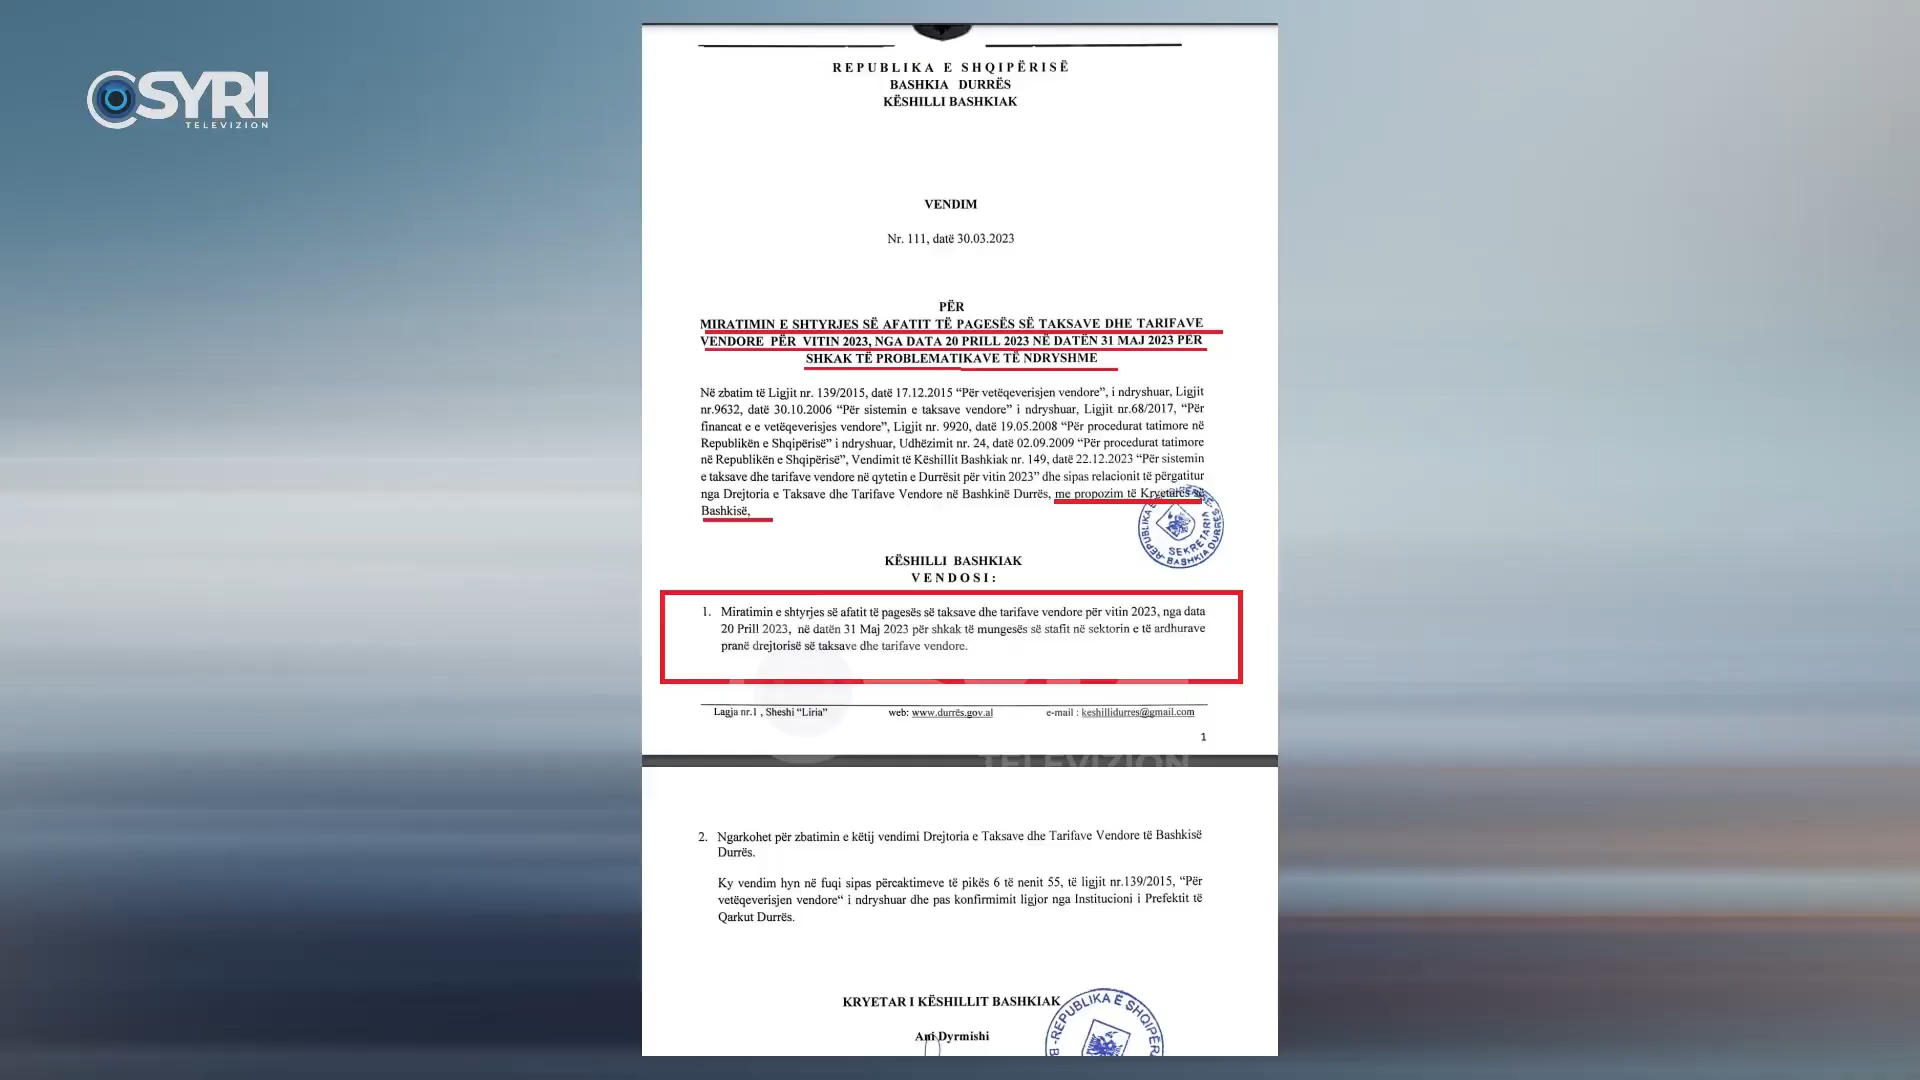 SYRI
TELEVIZION
REPUBLIKA E SHQIPËRISË
BASHKIA DURRËS
KËSHILLI BASHKIAK
VENDIM
Nr. 111, datë 30.03.2023
PËR
MIRATIMIN E SHTYRJES SË AFATIT TË PAGESËS SË TAKSAVE DHE TARIFAVE
VENDORE PËR VITIN 2023, NGA DATA 20 PRILL 2023 NË DATËN 31 MAJ 2023 PËR
SHKAK TË PROBLEMATIKAVE TË NDRYSHME
Në zbatim të Ligjit nr. 139/2015, datë 17.12.2015 “Për vetëqeverisjen vendore”, i ndryshuar, Ligjit
nr.9632, datë 30.10.2006 “Për sistemin e taksave vendore” i ndryshuar, Ligjit nr.68/2017, “Për
financat e e vetëqeverisjes vendore”, Ligjit nr. 9920, datë 19.05.2008 “Për procedurat tatimore në
Republikën e Shqipërisë” i ndryshuar, Udhëzimit nr. 24, datë 02.09.2009 “Për procedurat tatimore
në Republikën e Shqipërisë”, Vendimit të Këshillit Bashkiak nr. 149, datë 22.12.2023 “Për sistemin
e taksave dhe tarifave vendore në qytetin e Durrësit për vitin 2023” dhe sipas relacionit të përgatitur
nga Drejtoria e Taksave dhe Tarifave Vendore në Bashkinë Durrës, me propozim të Kryetares së
Bashkisë,
SEKRETARIA
BASHKIA DURRËS
KËSHILLI BASHKIAK
VENDOSI:
1. Miratimin e shtyrjes së afatit të pagesës së taksave dhe tarifave vendore për vitin 2023, nga data
20 Prill 2023, në datën 31 Maj 2023 për shkak të mungesës së stafit në sektorin e të ardhurave
pranë drejtorisë së taksave dhe tarifave vendore.
Lagja nr.1 , Sheshi “Liria” web: www.durrës.gov.al e-mail : keshillidurres@gmail.com
1
TELEVIZION
2. Ngarkohet për zbatimin e këtij vendimi Drejtoria e Taksave dhe Tarifave Vendore të Bashkisë
Durrës.
Ky vendim hyn në fuqi sipas përcaktimeve të pikës 6 të nenit 55, të ligjit nr.139/2015, “Për
vetëqeverisjen vendore“ i ndryshuar dhe pas konfirmimit ligjor nga Institucioni i Prefektit të
Qarkut Durrës.
KRYETAR I KËSHILLIT BASHKIAK
Ani Dyrmishi
REPUBLIKA E SHQIPËR